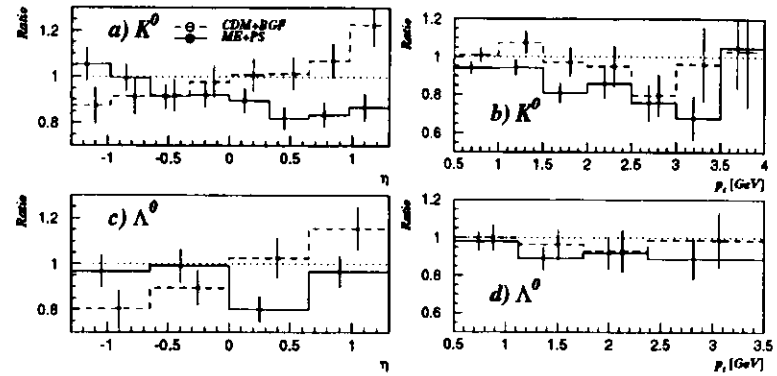 Ratio
a) K⁰
CDM+BGF
ME+PS
1.2
1
0.8
-1 -0.5 0 0.5 1
η
Ratio
1.2
1
0.8
0.6
b) K⁰
0.5 1 1.5 2 2.5 3 3.5 4
Pₜ [GeV]
Ratio
c) Λ⁰
1.2
1
0.8
-1 -0.5 0 0.5 1
η
Ratio
1.2
1
0.8
0.6
d) Λ⁰
0.5 1 1.5 2 2.5 3 3.5
Pₜ [GeV]